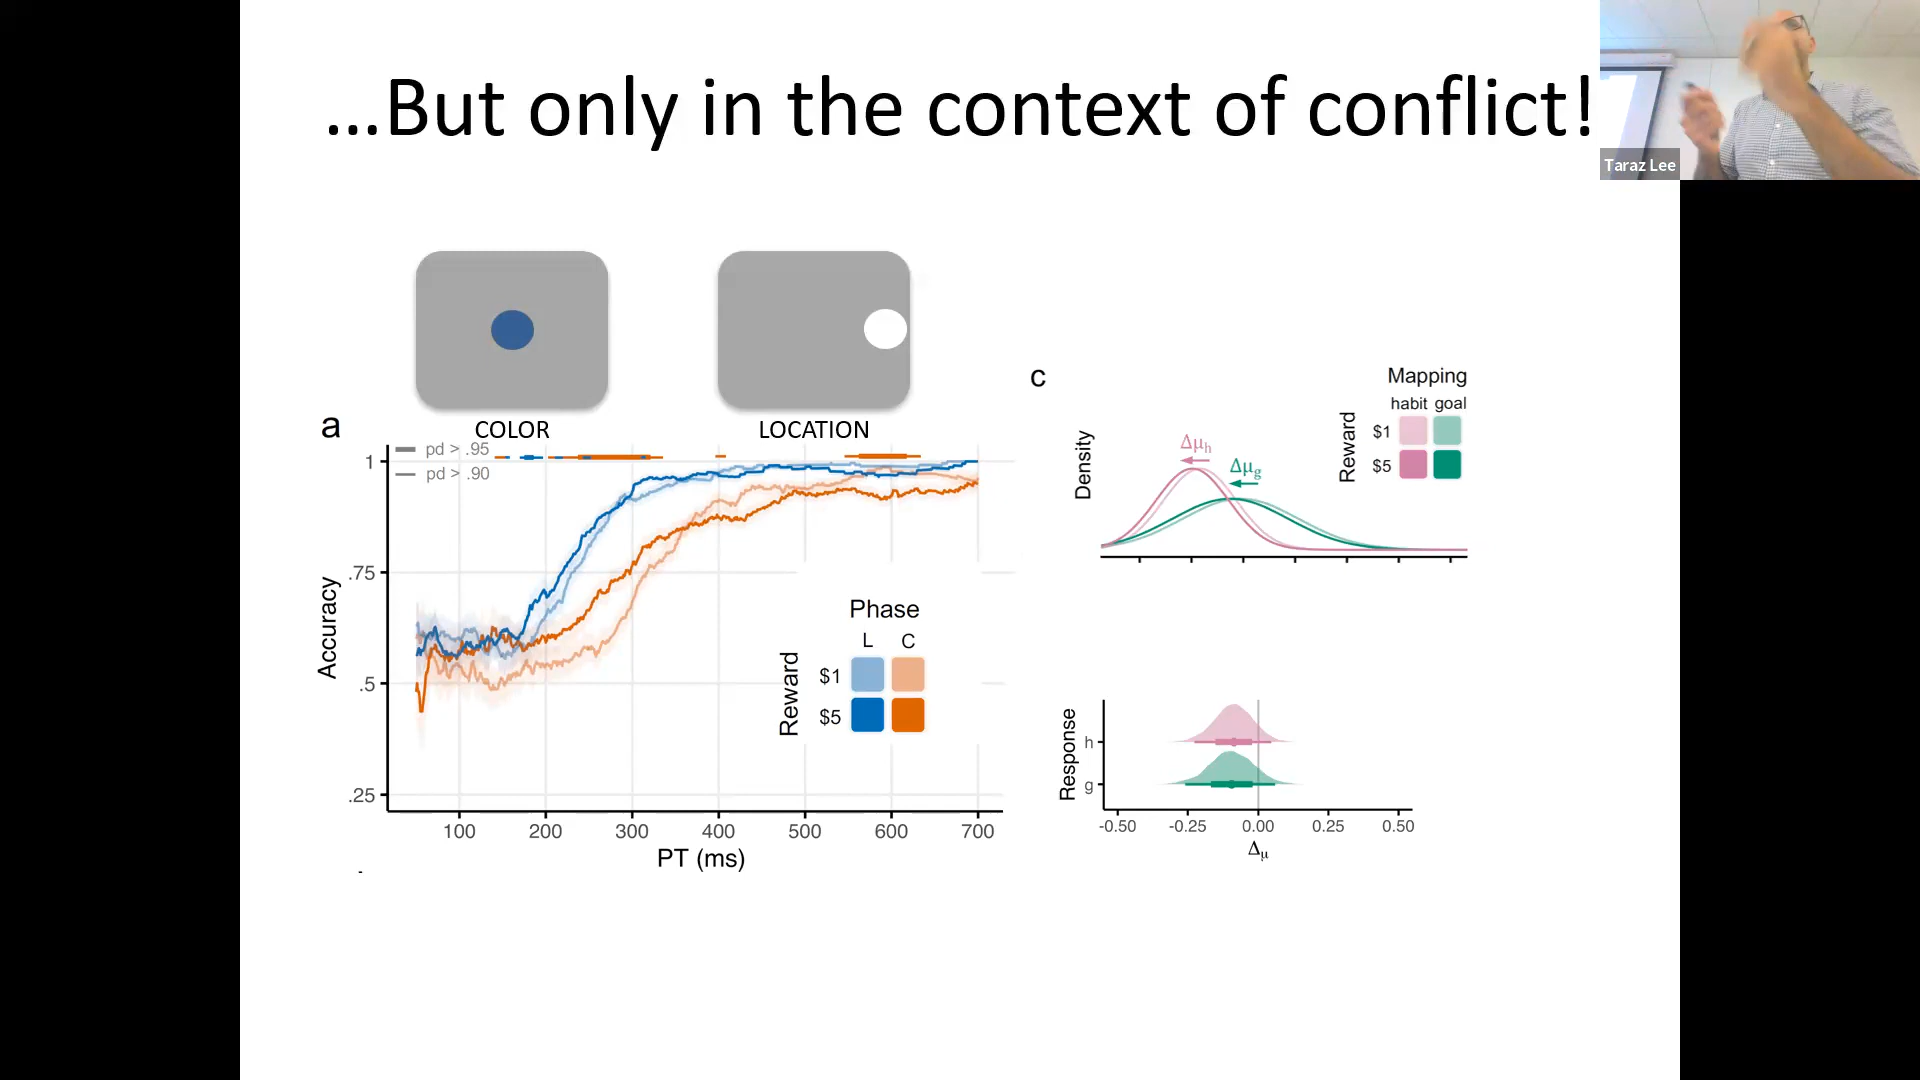 ...But only in the context of conflict!
Taraz Lee
COLOR
LOCATION
a
pd > .95
pd > .90
1
.75
.5
.25
Accuracy
100 200 300 400 500 600 700
PT (ms)
Phase
L C
Reward
$1
$5
c
Mapping
habit goal
Reward
$1
$5
Density
Δμh
Δμg
Response
h
g
-0.50 -0.25 0.00 0.25 0.50
Δμ